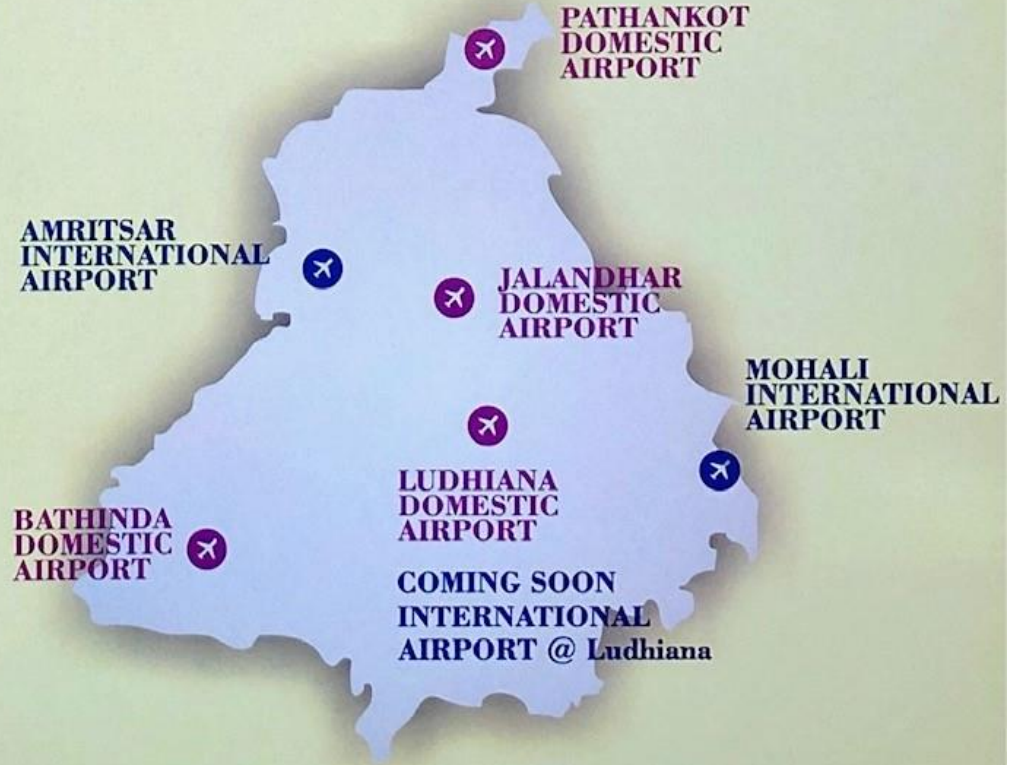 PATHANKOT
DOMESTIC
AIRPORT
AMRITSAR
INTERNATIONAL
AIRPORT
JALANDHAR
DOMESTIC
AIRPORT
MOHALI
INTERNATIONAL
AIRPORT
LUDHIANA
DOMESTIC
AIRPORT
BATHINDA
DOMESTIC
AIRPORT
COMING SOON
INTERNATIONAL
AIRPORT @ Ludhiana